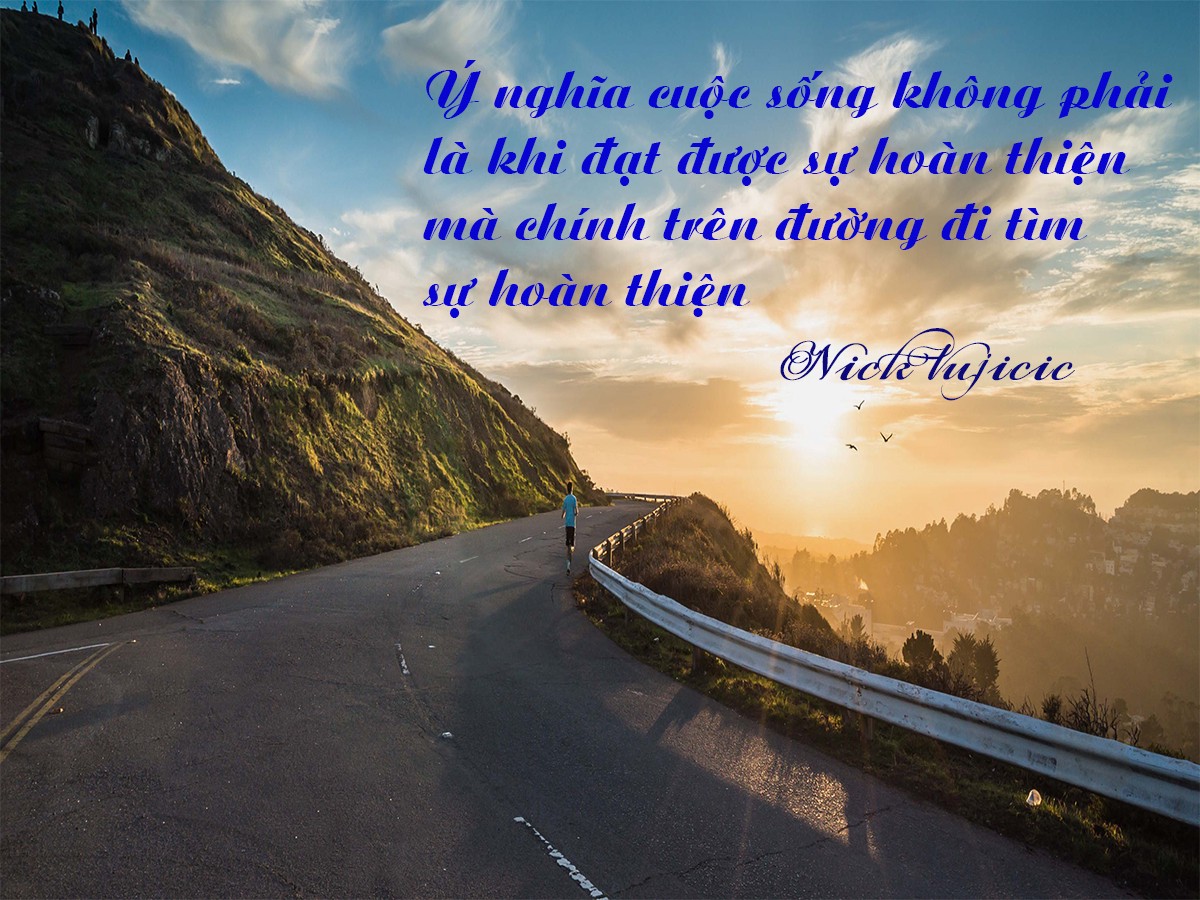 Ý nghĩa cuộc sống không phải
là khi đạt được sự hoàn thiện
mà chính trên đường đi tìm
sự hoàn thiện
Nick Vujicic